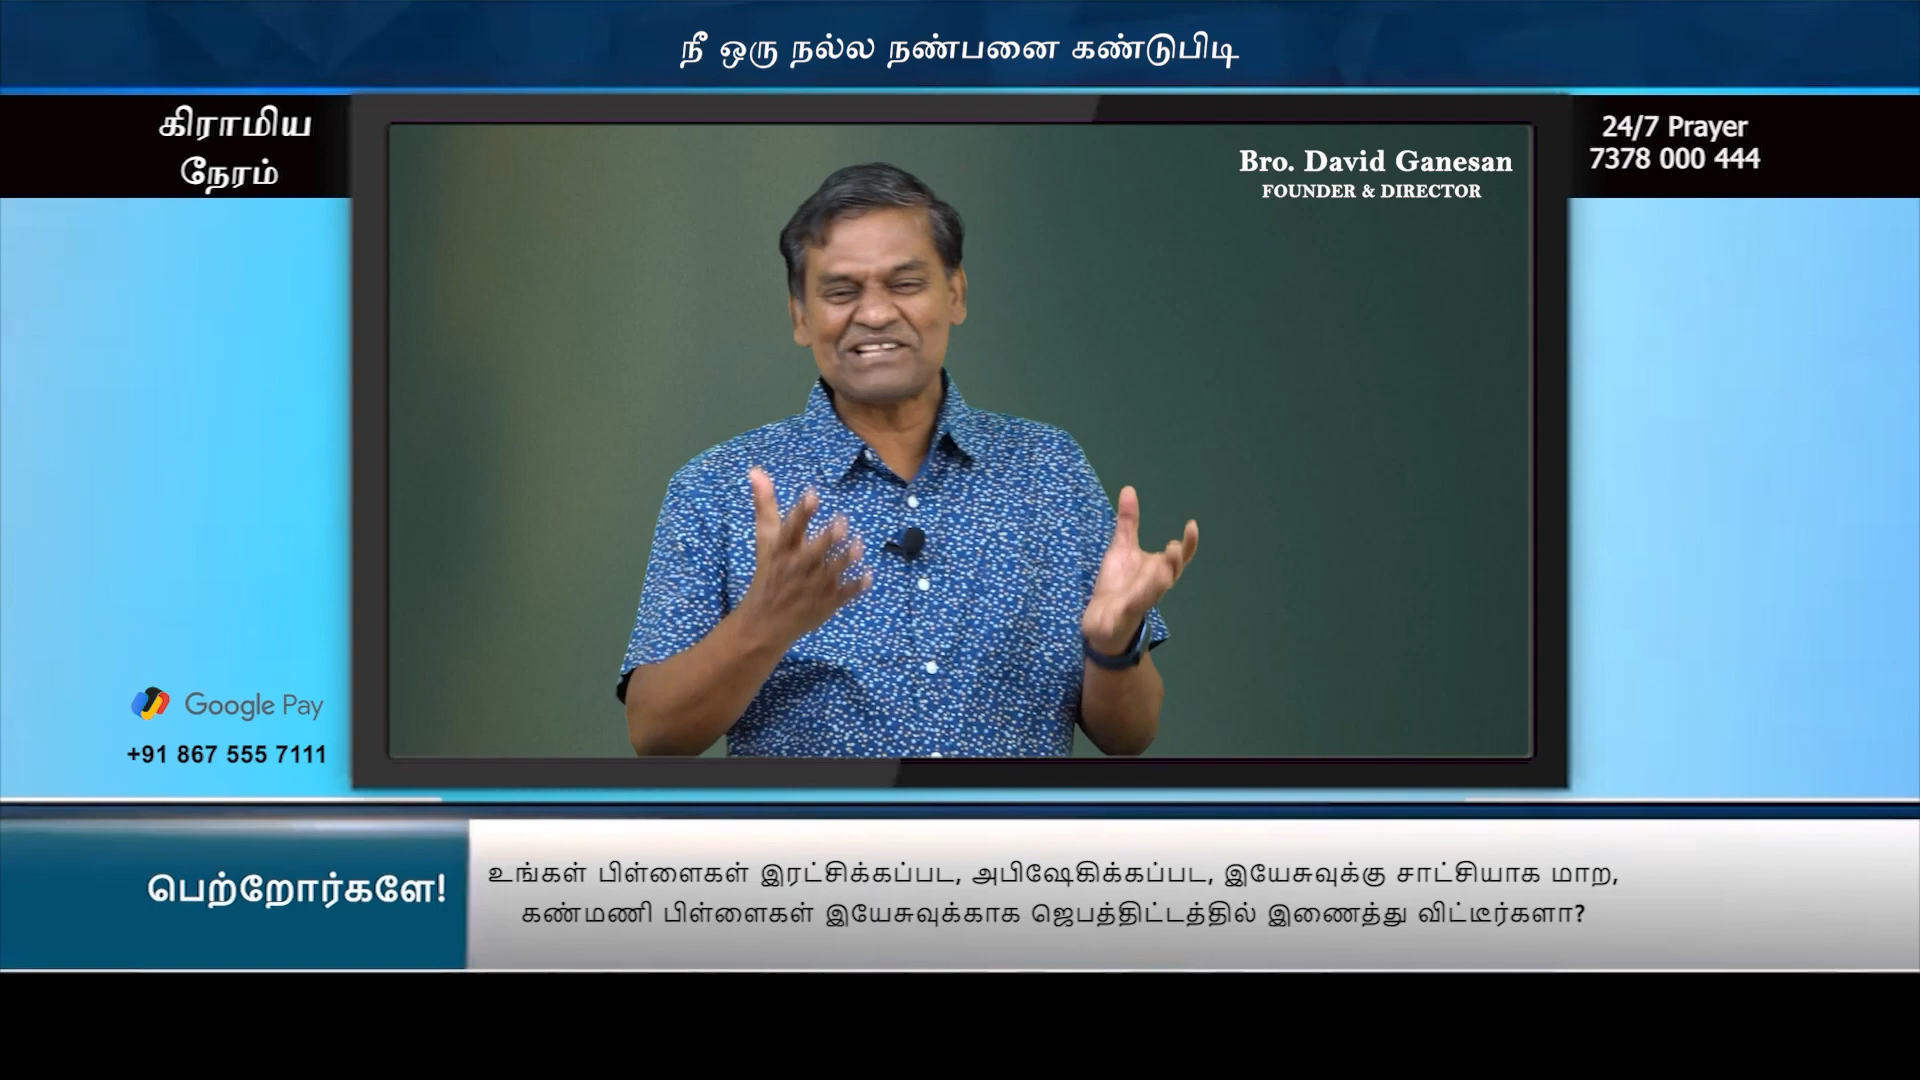 நீ ஒரு நல்ல நண்பனை கண்டுபிடி
கிராமிய
நேரம்
24/7 Prayer
7378 000 444
Bro. David Ganesan
FOUNDER & DIRECTOR
Google Pay
+91 867 555 7111
பெற்றோர்களே!
உங்கள் பிள்ளைகள் இரட்சிக்கப்பட, அபிஷேகிக்கப்பட, இயேசுவுக்கு சாட்சியாக மாற,
கண்மணி பிள்ளைகள் இயேசுவுக்காக ஜெபத்திட்டத்தில் இணைத்து விட்டீர்களா?